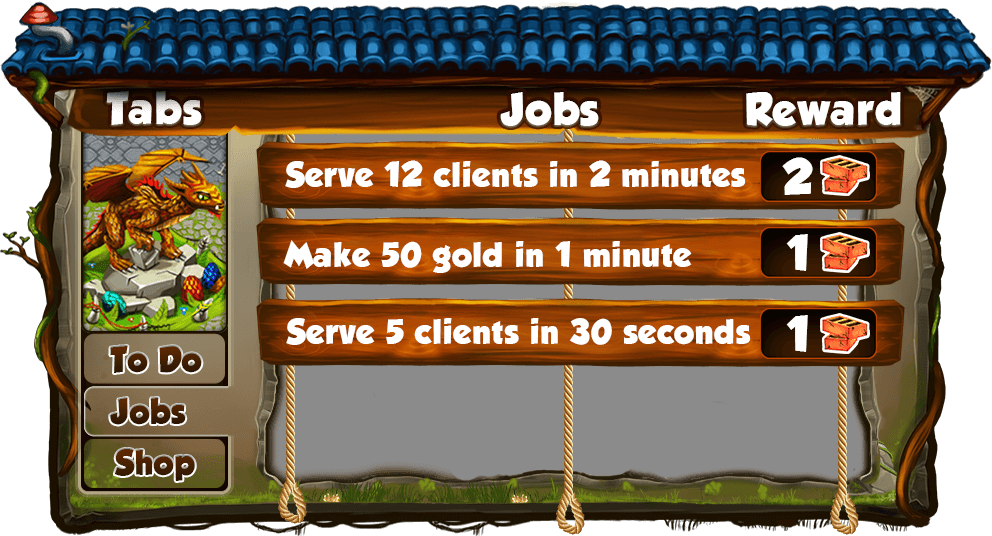 Tabs Jobs Reward
Serve 12 clients in 2 minutes 2
Make 50 gold in 1 minute 1
Serve 5 clients in 30 seconds 1
To Do
Jobs
Shop